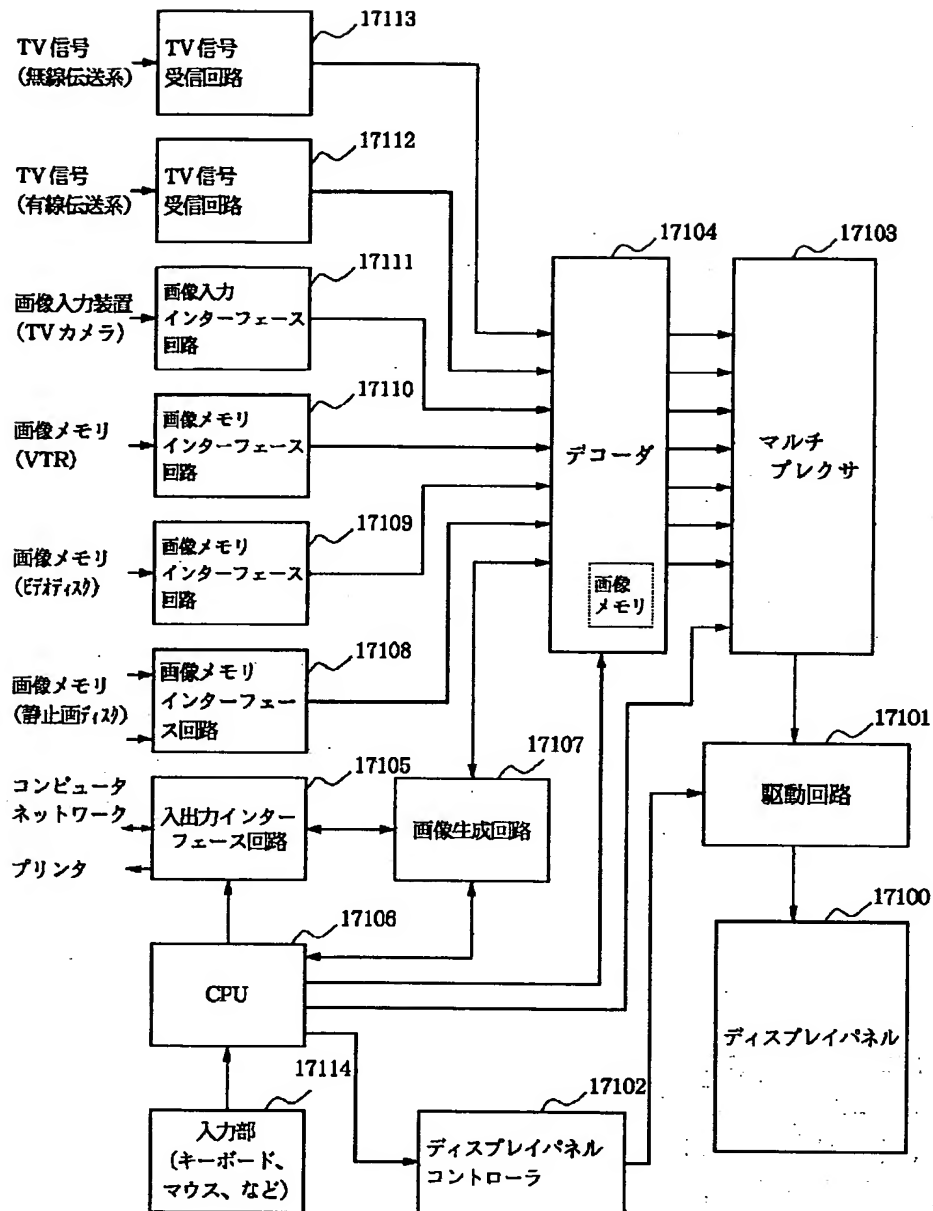 17113
TV信号
(無線伝送系)
TV信号
受信回路
17112
TV信号
(有線伝送系)
TV信号
受信回路
17111
画像入力装置
(TVカメラ)
画像入力
インターフェース
回路
17110
画像メモリ
(VTR)
画像メモリ
インターフェース
回路
17109
画像メモリ
(ビデオディスク)
画像メモリ
インターフェース
回路
17108
画像メモリ
(静止画ディスク)
画像メモリ
インターフェー
ス回路
17104
デコーダ
画像
メモリ
17103
マルチ
プレクサ
17105
コンピュータ
ネットワーク
プリンタ
入出力インター
フェース回路
17107
画像生成回路
17101
駆動回路
17106
CPU
17100
ディスプレイパネル
17114
入力部
(キーボード、
マウス、など)
17102
ディスプレイパネル
コントローラ